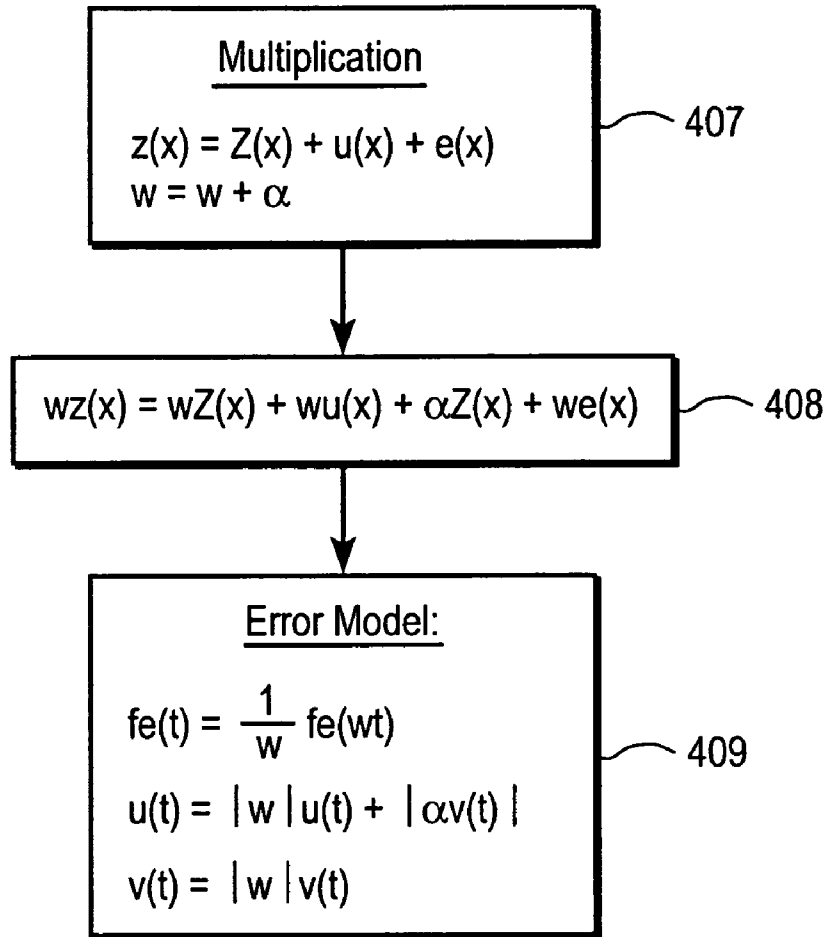 Multiplication
z(x) = Z(x) + u(x) + e(x)
w = w + α
407
wz(x) = wZ(x) + wu(x) + αZ(x) + we(x)
408
Error Model:
fe(t) = 1/w fe(wt)
u(t) = |w|u(t) + |αv(t)|
v(t) = |w|v(t)
409